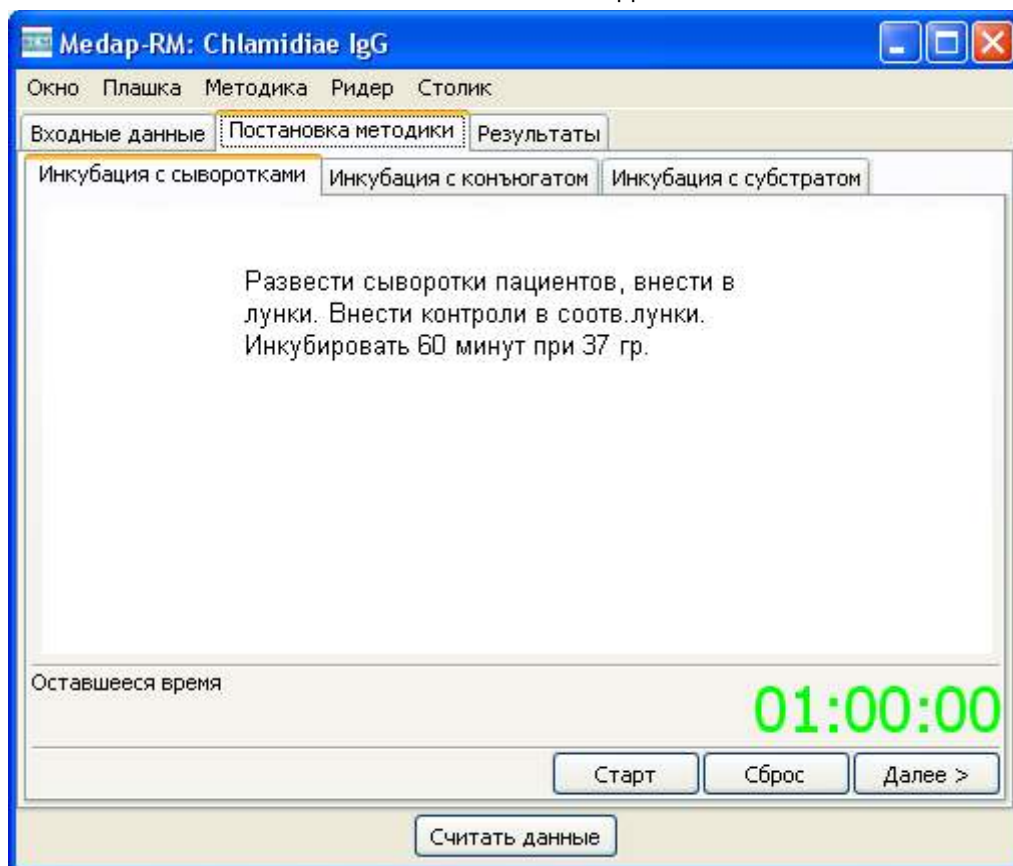 Medap-RM: Chlamidiae IgG
Окно Плашка Методика Ридер Столик
Входные данные Постановка методики Результаты
Инкубация с сыворотками Инкубация с конъюгатом Инкубация с субстратом
Развести сыворотки пациентов, внести в
лунки. Внести контроли в соотв.лунки.
Инкубировать 60 минут при 37 гр.
Оставшееся время
01:00:00
Старт Сброс Далее >
Считать данные